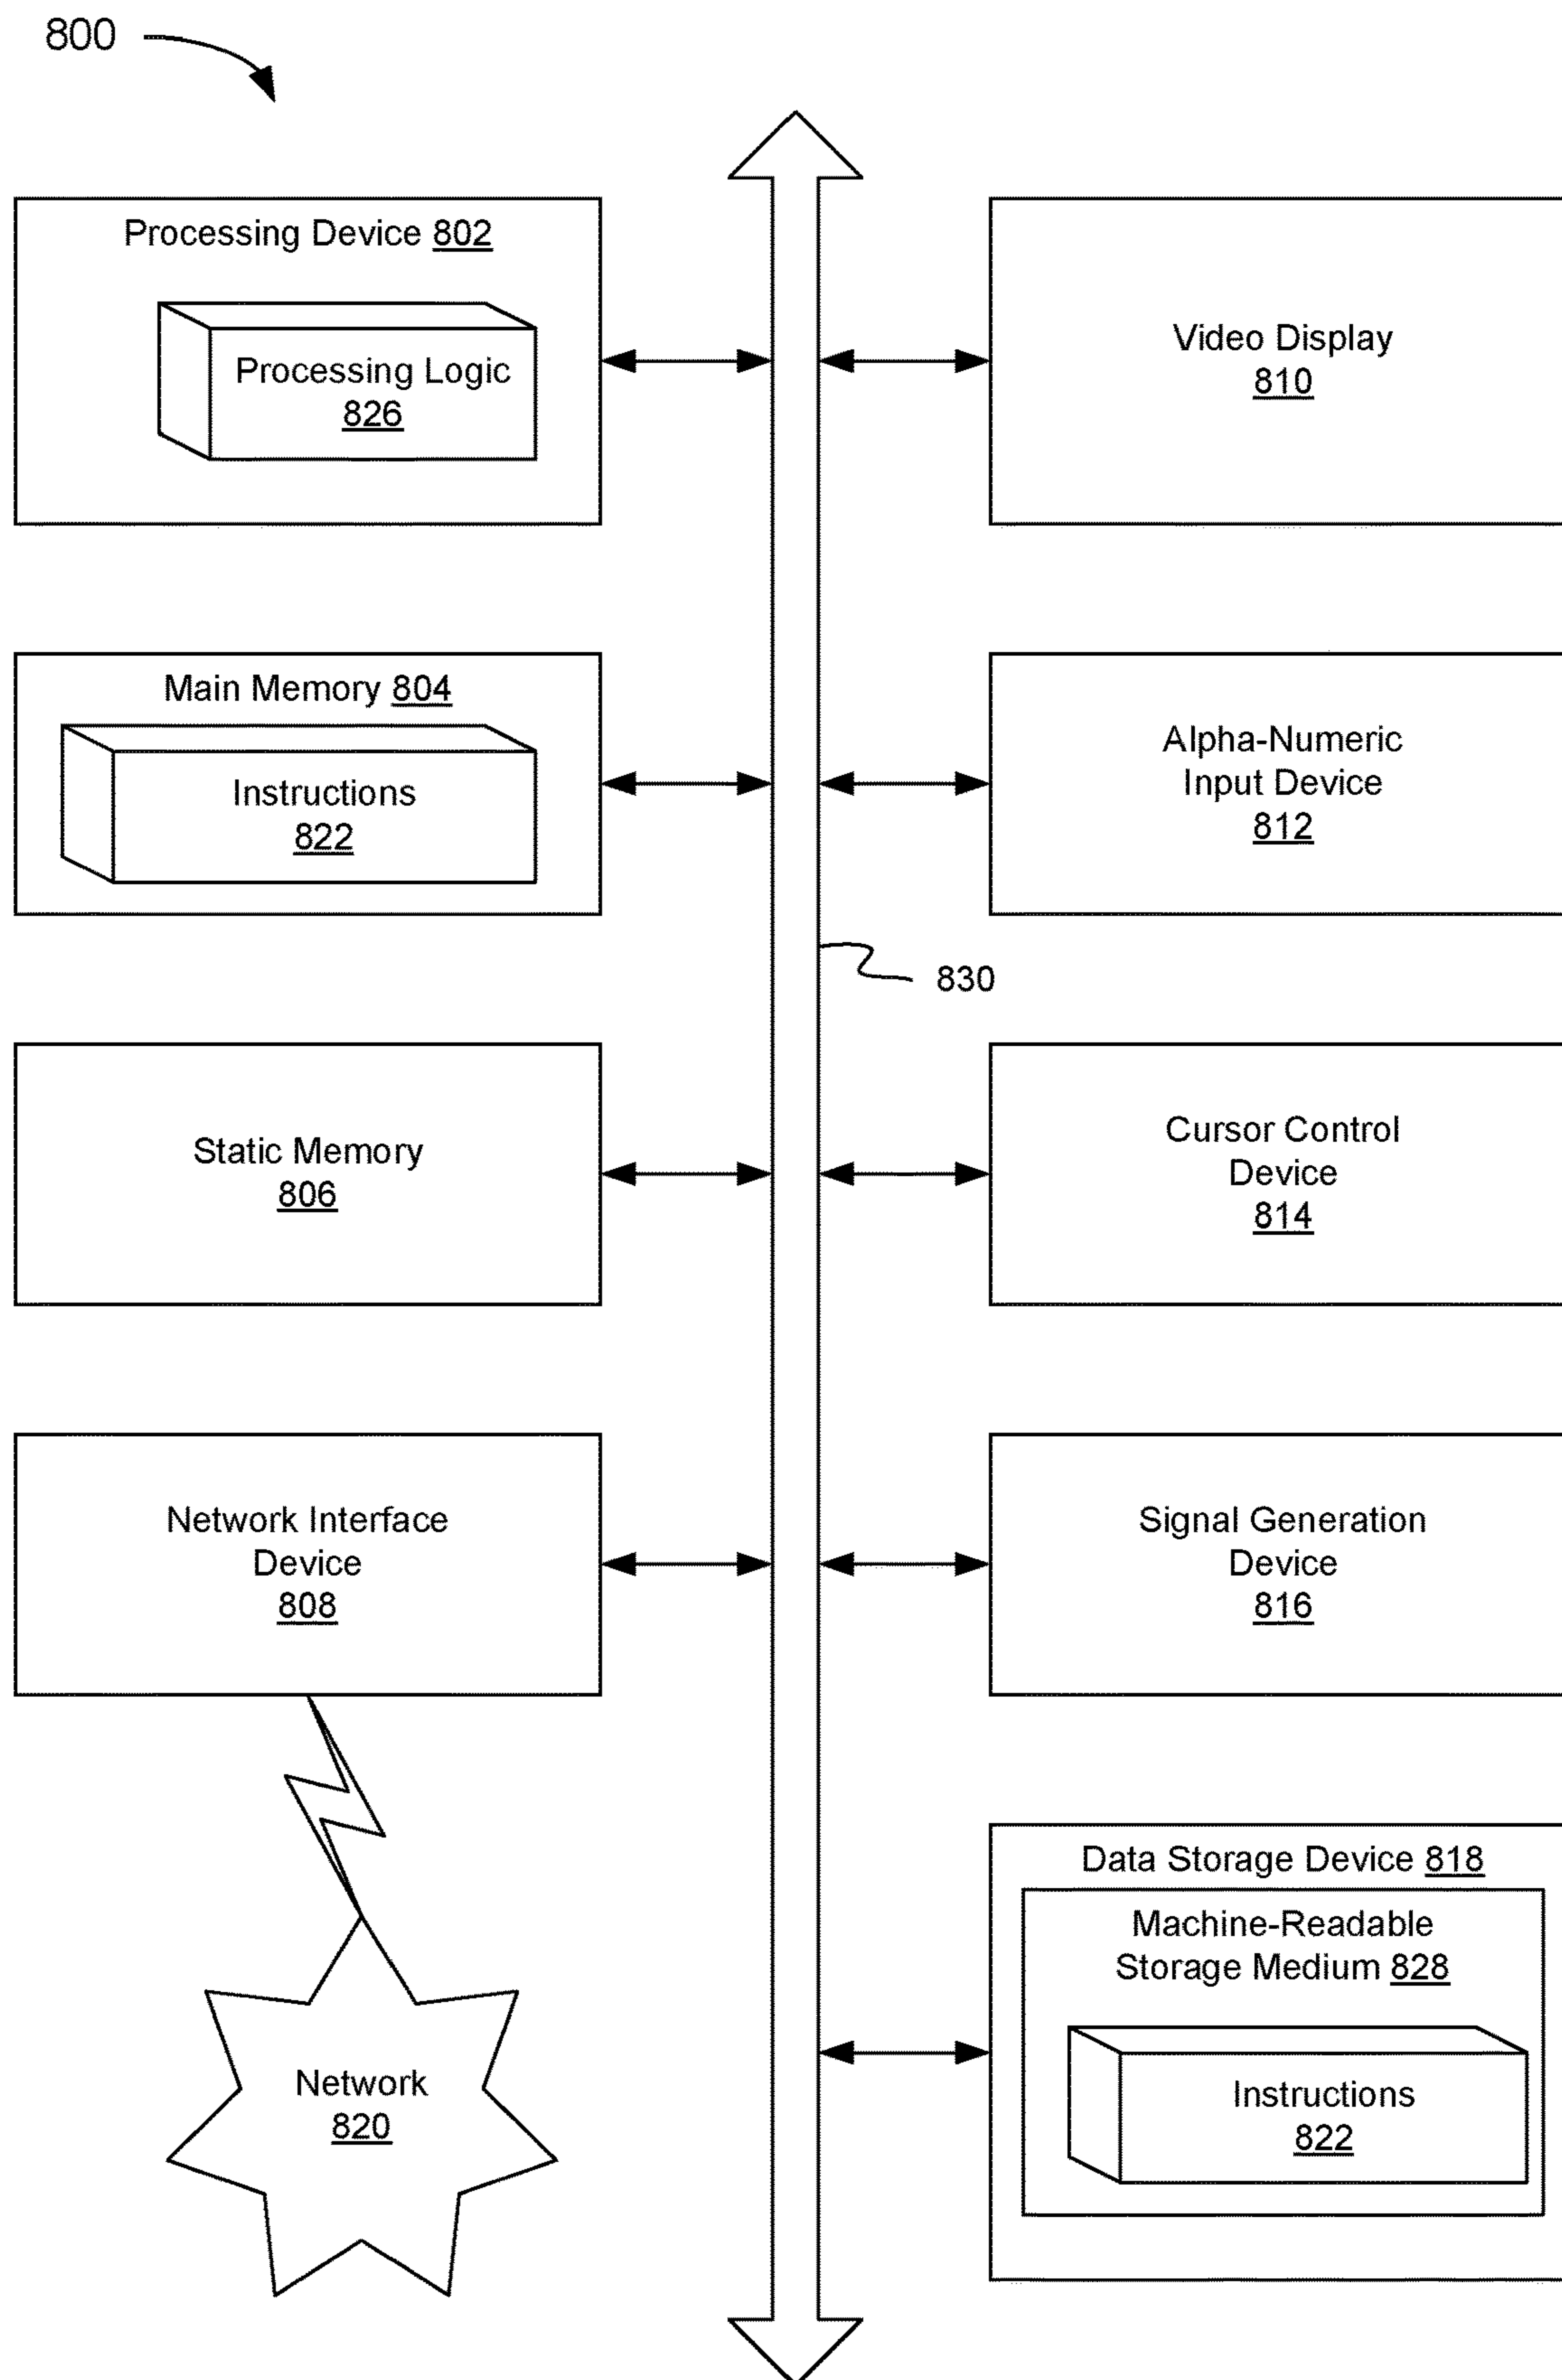 800
Processing Device 802
Processing Logic
826
Video Display
810
Main Memory 804
Instructions
822
Alpha-Numeric
Input Device
812
830
Static Memory
806
Cursor Control
Device
814
Network Interface
Device
808
Signal Generation
Device
816
Data Storage Device 818
Machine-Readable
Storage Medium 828
Instructions
822
Network
820